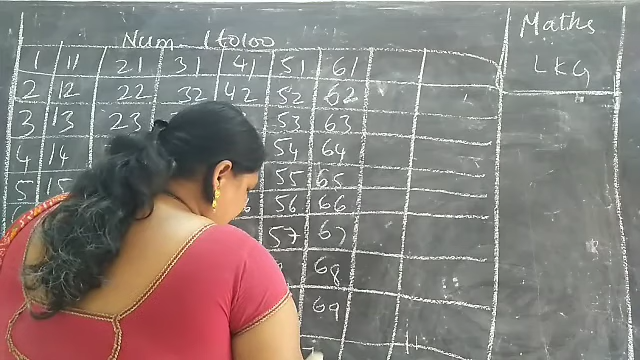 Maths
Num 1 to 100
LKG
1 11 21 31 41 51 61
2 12 22 32 42 52 62
3 13 23 53 63
4 14 54 64
5 15 55 65
56 66
57 67
68
69